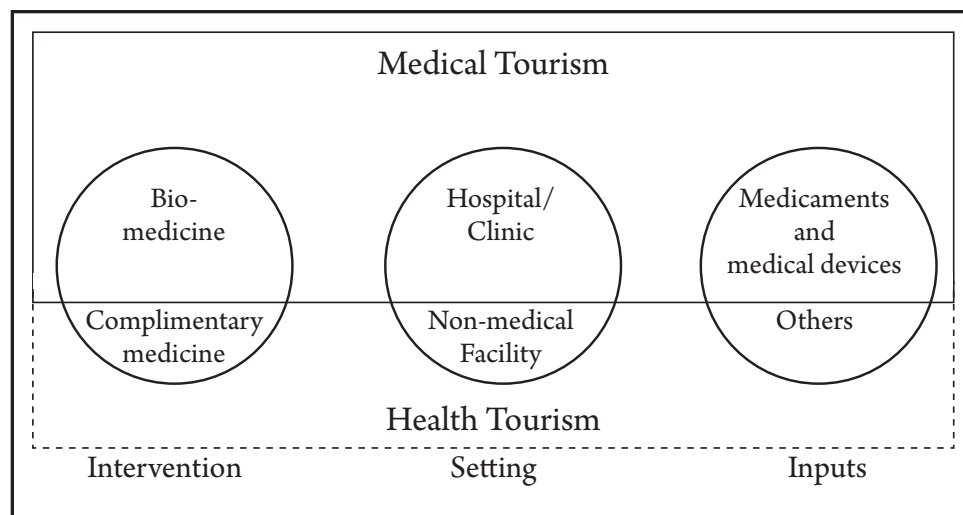 Medical Tourism
Bio-
medicine
Hospital/
Clinic
Medicaments
and
medical devices
Complimentary
medicine
Non-medical
Facility
Others
Health Tourism
Intervention
Setting
Inputs